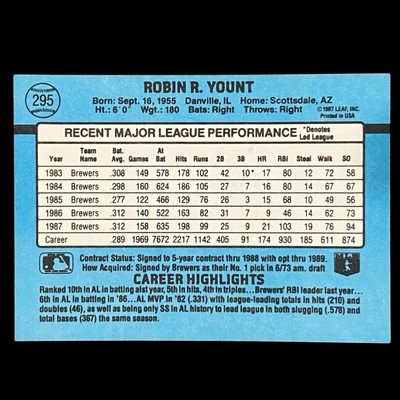 295
ROBIN R. YOUNT
Born: Sept. 16, 1955 Danville, IL Home: Scottsdale, AZ
Ht.: 6' 0" Wgt.: 180 Bats: Right Throws: Right
©1987 LEAF, INC.
Printed in USA
RECENT MAJOR LEAGUE PERFORMANCE *Denotes Led League
Year Team Name Bat. Avg. Games At Bat Hits Runs 2B 3B HR RBI Steal Walk SO
1983 Brewers .308 149 578 178 102 42 10* 17 80 12 72 58
1984 Brewers .298 160 624 186 105 27 7 16 80 14 67 67
1985 Brewers .277 122 466 129 76 26 3 15 68 10 49 56
1986 Brewers .312 140 522 163 82 31 7 9 46 14 62 73
1987 Brewers .312 158 635 198 99 25 9 21 103 19 76 94
Career .289 1969 7672 2217 1142 405 91 174 930 185 611 874
Contract Status: Signed to 5-year contract thru 1988 with opt thru 1989.
How Acquired: Signed by Brewers as their No. 1 pick in 6/73 am. draft
CAREER HIGHLIGHTS
Ranked 10th in AL in batting alst year, 5th in hits, 4th in triples...Brewers' RBI leader last year...
6th in AL in batting in '86... AL MVP in '82 (.331) with league-leading totals in hits (210) and
doubles (46), as well as being only SS in AL history to lead league in both slugging (.578) and
total bases (367) the same season.